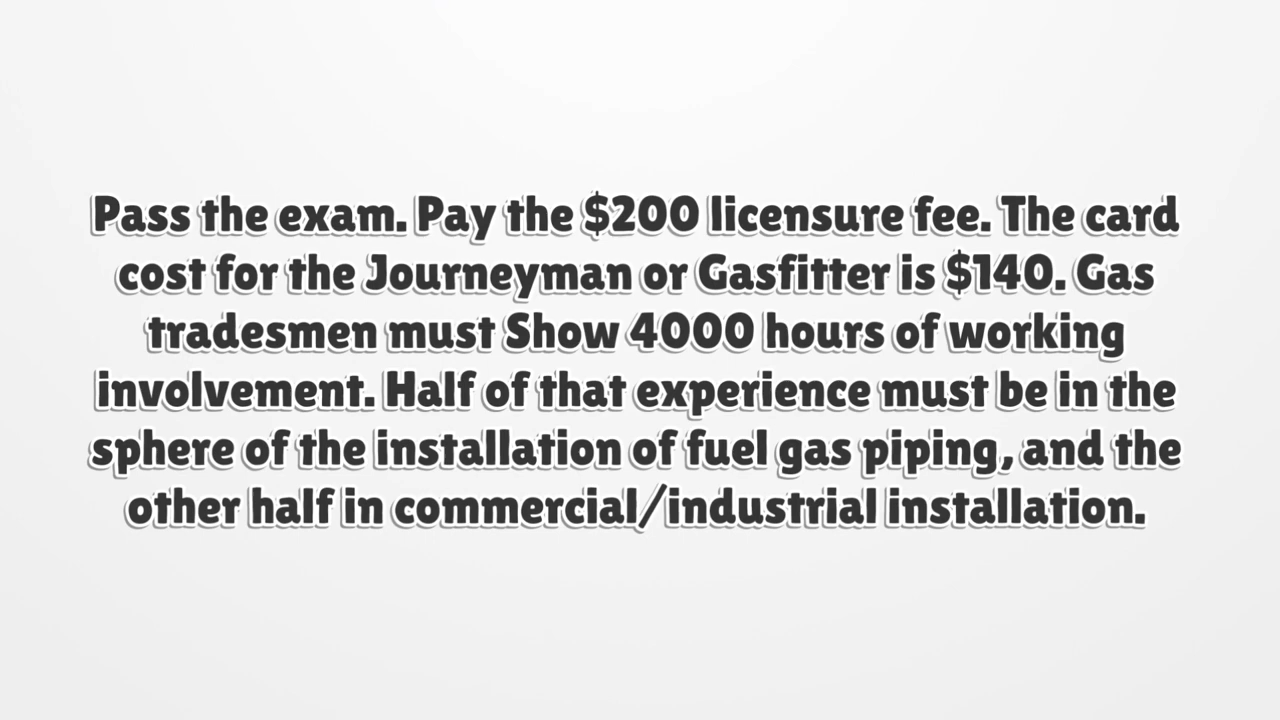 Pass the exam. Pay the $200 licensure fee. The card
cost for the Journeyman or Gasfitter is $140. Gas
tradesmen must Show 4000 hours of working
involvement. Half of that experience must be in the
sphere of the installation of fuel gas piping, and the
other half in commercial/industrial installation.